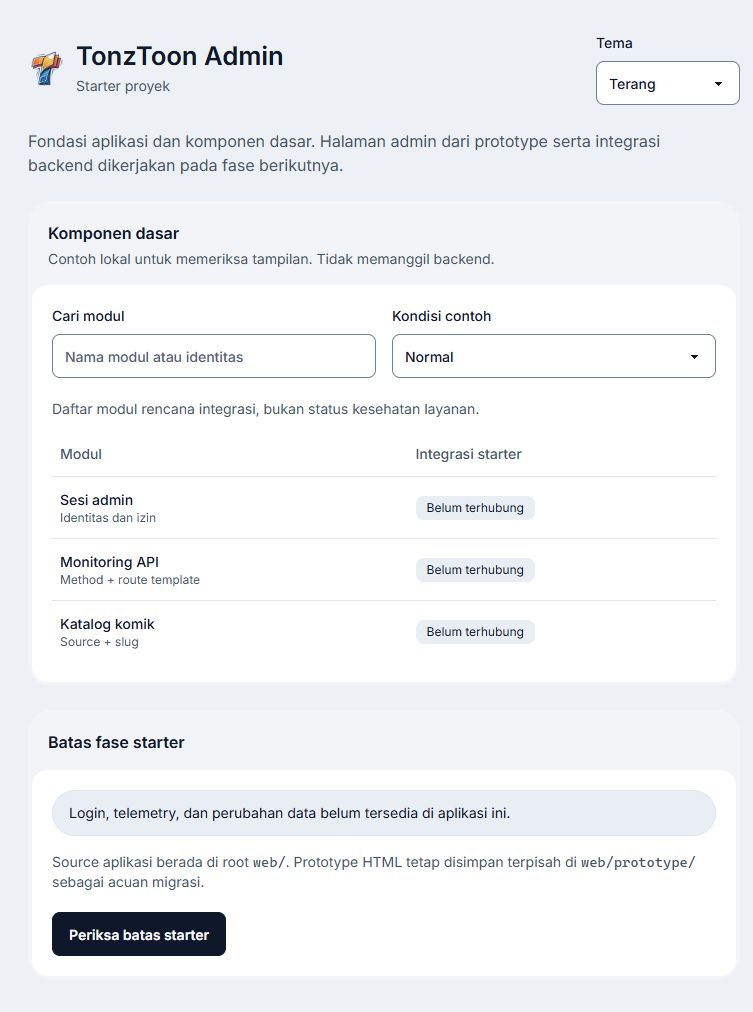 TonzToon Admin
Starter proyek
Tema
Terang
Fondasi aplikasi dan komponen dasar. Halaman admin dari prototype serta integrasi
backend dikerjakan pada fase berikutnya.
Komponen dasar
Contoh lokal untuk memeriksa tampilan. Tidak memanggil backend.
Cari modul
Kondisi contoh
Nama modul atau identitas
Normal
Daftar modul rencana integrasi, bukan status kesehatan layanan.
Modul
Integrasi starter
Sesi admin
Identitas dan izin
Belum terhubung
Monitoring API
Method + route template
Belum terhubung
Katalog komik
Source + slug
Belum terhubung
Batas fase starter
Login, telemetry, dan perubahan data belum tersedia di aplikasi ini.
Source aplikasi berada di root web/. Prototype HTML tetap disimpan terpisah di web/prototype/
sebagai acuan migrasi.
Periksa batas starter